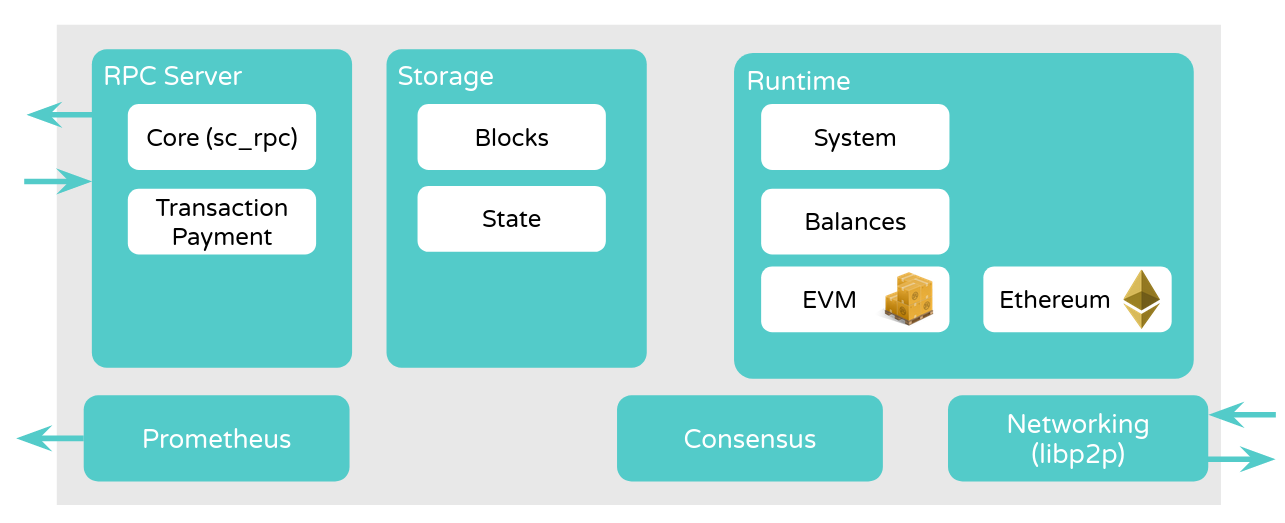 RPC Server
Core (sc_rpc)
Transaction
Payment
Storage
Blocks
State
Runtime
System
Balances
EVM
Ethereum
Prometheus
Consensus
Networking
(libp2p)